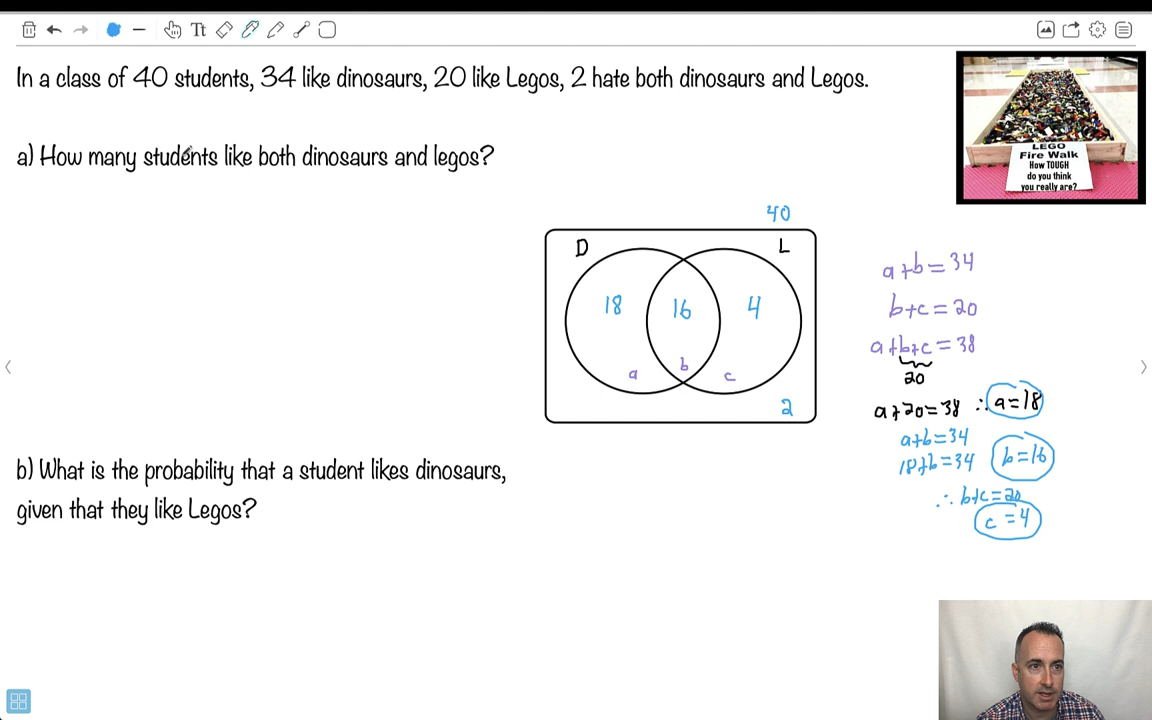 Tt
In a class of 40 students, 34 like dinosaurs, 20 like Legos, 2 hate both dinosaurs and Legos.
LEGO
Fire Walk
How TOUGH
do you think
you really are?
a) How many students like both dinosaurs and legos?
40
D
L
18
16
4
a
b
c
2
a+b=34
b+c=20
a+b+c=38
20
a+20=38 ∴ a=18
a+b=34
18+b=34
b=16
∴ b+c=20
c=4
b) What is the probability that a student likes dinosaurs,
given that they like Legos?